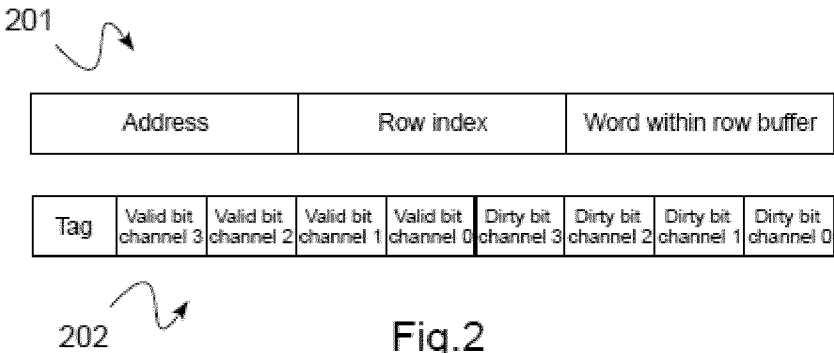 201
Address Row index Word within row buffer
Tag Valid bit channel 3 Valid bit channel 2 Valid bit channel 1 Valid bit channel 0 Dirty bit channel 3 Dirty bit channel 2 Dirty bit channel 1 Dirty bit channel 0
202
Fig.2